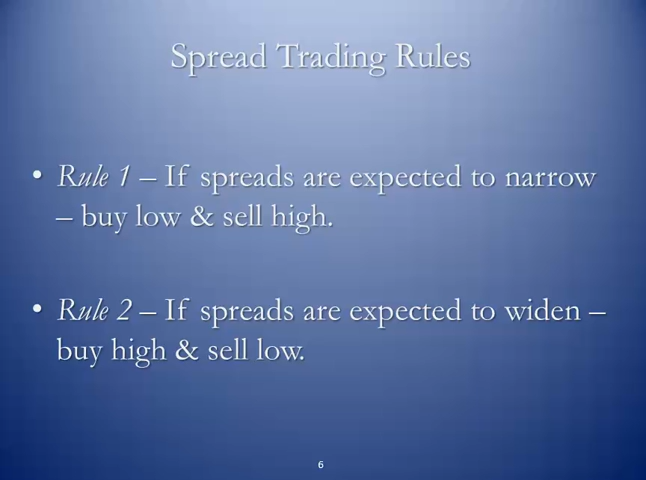 Spread Trading Rules
• Rule 1 – If spreads are expected to narrow
– buy low & sell high.
• Rule 2 – If spreads are expected to widen –
buy high & sell low.
6